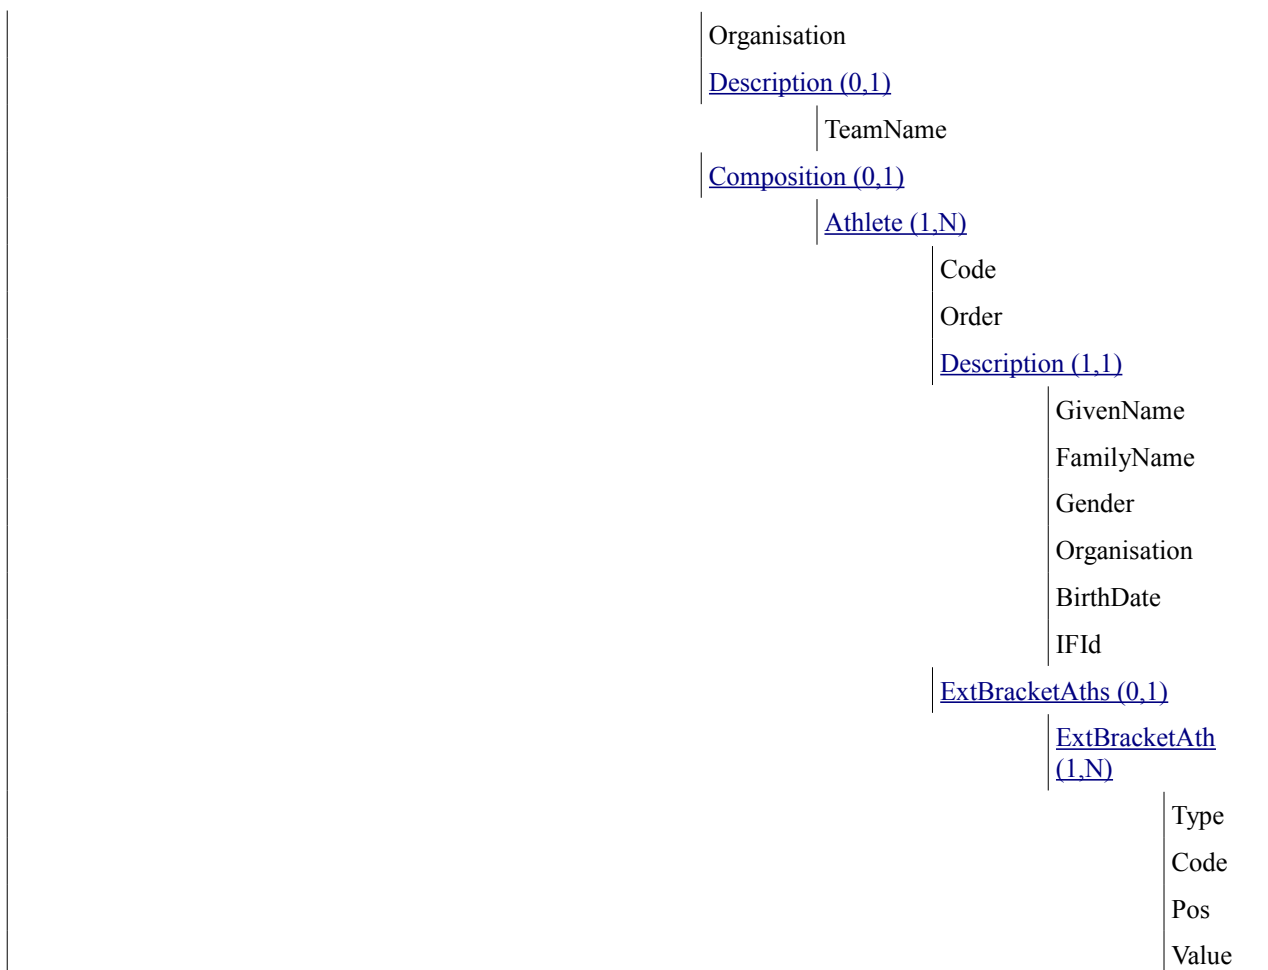 Organisation
Description (0,1)
TeamName
Composition (0,1)
Athlete (1,N)
Code
Order
Description (1,1)
GivenName
FamilyName
Gender
Organisation
BirthDate
IFId
ExtBracketAths (0,1)
ExtBracketAth
(1,N)
Type
Code
Pos
Value